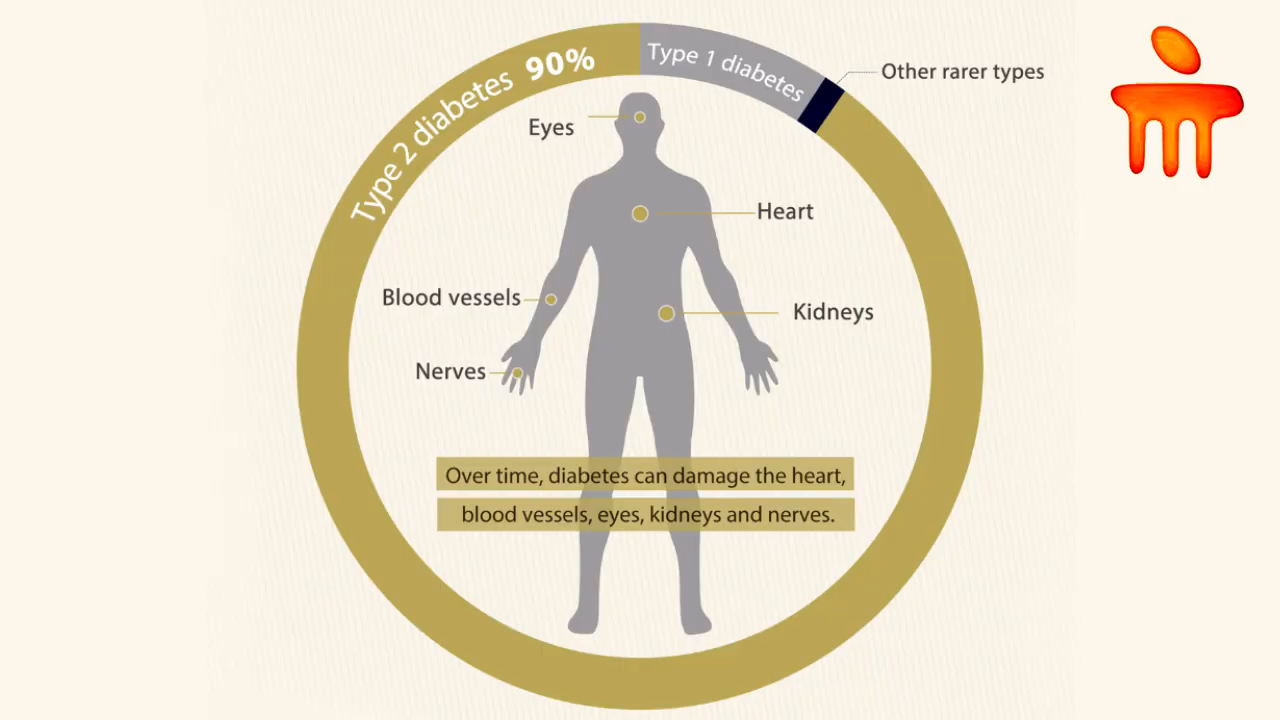 Type 2 diabetes 90%
Type 1 diabetes
Other rarer types
Eyes
Heart
Blood vessels
Kidneys
Nerves
Over time, diabetes can damage the heart,
blood vessels, eyes, kidneys and nerves.